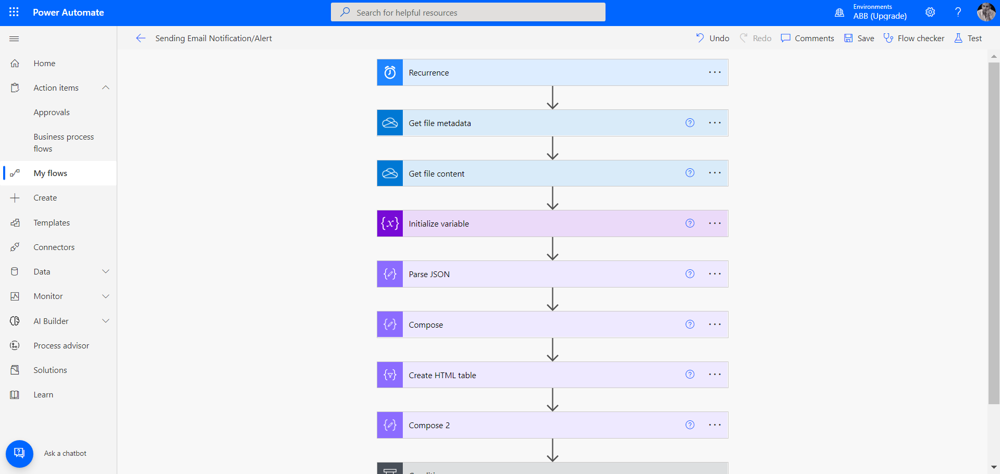 Power Automate
Search for helpful resources
Environments
ABB (Upgrade)
Sending Email Notification/Alert
Undo
Redo
Comments
Save
Flow checker
Test
Home
Action items
Approvals
Business process
flows
My flows
Create
Templates
Connectors
Data
Monitor
AI Builder
Process advisor
Solutions
Learn
Ask a chatbot
Recurrence
Get file metadata
Get file content
Initialize variable
Parse JSON
Compose
Create HTML table
Compose 2